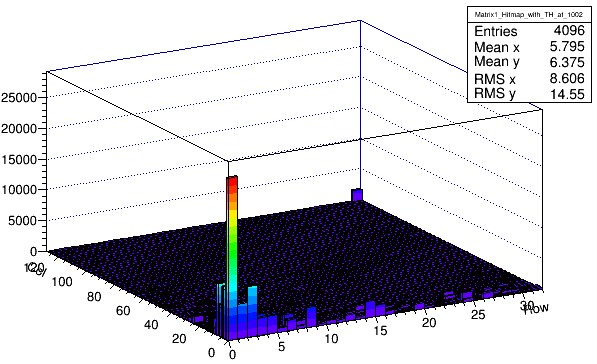 Matrix1_Hitmap_with_TH_at_1002
Entries 4096
Mean x 5.795
Mean y 6.375
RMS x 8.606
RMS y 14.55
25000
20000
15000
10000
5000
0
120
100
80
60
40
20
0
0
5
10
15
20
25
30
Row